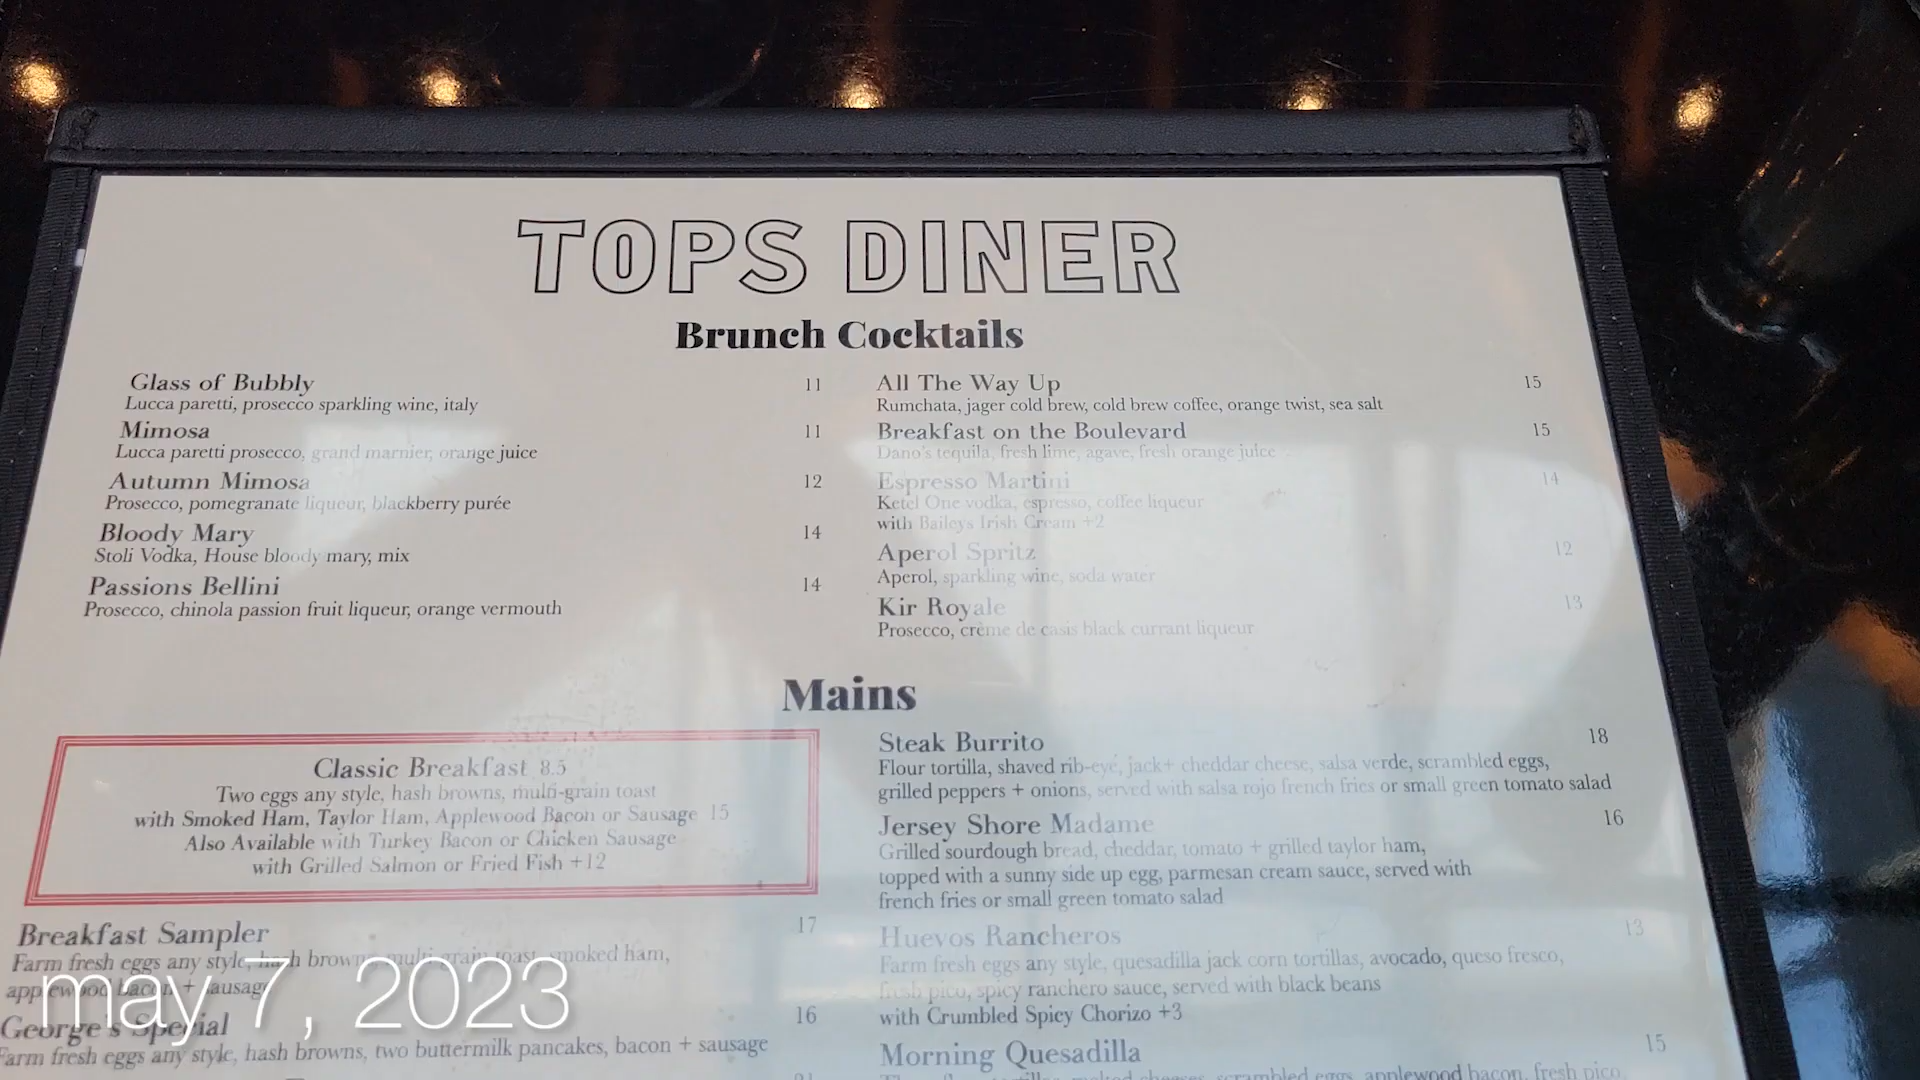 TOPS DINER
Brunch Cocktails
Glass of Bubbly 11
Lucca paretti, prosecco sparkling wine, italy
Mimosa 11
Lucca paretti prosecco, grand marnier, orange juice
Autumn Mimosa 12
Prosecco, pomegranate liqueur, blackberry purée
Bloody Mary 14
Stoli Vodka, House bloody mary, mix
Passions Bellini 14
Prosecco, chinola passion fruit liqueur, orange vermouth
All The Way Up 15
Rumchata, jager cold brew, cold brew coffee, orange twist, sea salt
Breakfast on the Boulevard 15
Dano's tequila, fresh lime, agave, fresh orange juice
Espresso Martini 14
Ketel One vodka, espresso, coffee liqueur
with Baileys Irish Cream +2
Aperol Spritz 12
Aperol, sparkling wine, soda water
Kir Royale 13
Prosecco, crème de casis black currant liqueur
Mains
Classic Breakfast 8.5
Two eggs any style, hash browns, multi-grain toast
with Smoked Ham, Taylor Ham, Applewood Bacon or Sausage 15
Also Available with Turkey Bacon or Chicken Sausage
with Grilled Salmon or Fried Fish +12
Breakfast Sampler 17
Farm fresh eggs any style, hash browns, multi grain toast, smoked ham,
applewood bacon + sausage
George's Special 16
Farm fresh eggs any style, hash browns, two buttermilk pancakes, bacon + sausage
Steak Burrito 18
Flour tortilla, shaved rib-eye, jack+ cheddar cheese, salsa verde, scrambled eggs,
grilled peppers + onions, served with salsa rojo french fries or small green tomato salad
Jersey Shore Madame 16
Grilled sourdough bread, cheddar, tomato + grilled taylor ham,
topped with a sunny side up egg, parmesan cream sauce, served with
french fries or small green tomato salad
Huevos Rancheros 13
Farm fresh eggs any style, quesadilla jack corn tortillas, avocado, queso fresco,
fresh pico, spicy ranchero sauce, served with black beans
with Crumbled Spicy Chorizo +3
Morning Quesadilla 15
scrambled eggs, applewood bacon, fresh pico,
may 7, 2023